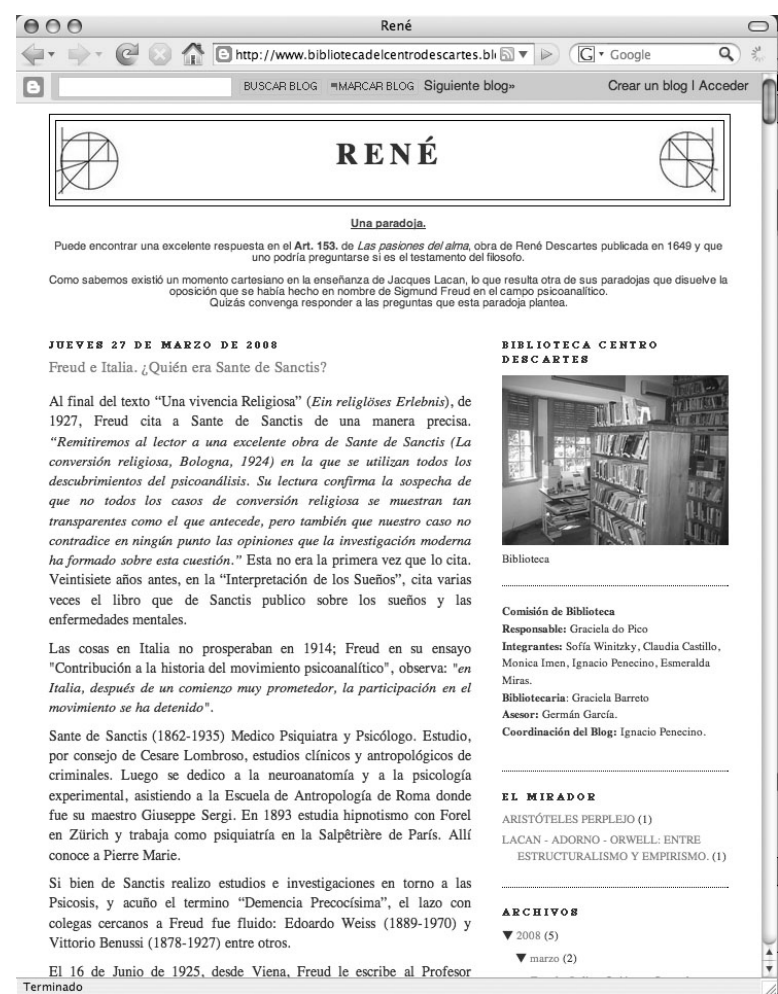 René
http://www.bibliotecadelcentrodescartes.bl
G Google
BUSCAR BLOG MARCAR BLOG Siguiente blog» Crear un blog | Acceder
RENÉ
Una paradoja.
Puede encontrar una excelente respuesta en el Art. 153. de Las pasiones del alma, obra de René Descartes publicada en 1649 y que
uno podría preguntarse si es el testamento del filosofo.
Como sabemos existió un momento cartesiano en la enseñanza de Jacques Lacan, lo que resulta otra de sus paradojas que disuelve la
oposición que se había hecho en nombre de Sigmund Freud en el campo psicoanalítico.
Quizás convenga responder a las preguntas que esta paradoja plantea.
JUEVES 27 DE MARZO DE 2008
Freud e Italia. ¿Quién era Sante de Sanctis?
Al final del texto “Una vivencia Religiosa” (Ein religlöses Erlebnis), de
1927, Freud cita a Sante de Sanctis de una manera precisa.
“Remitiremos al lector a una excelente obra de Sante de Sanctis (La
conversión religiosa, Bologna, 1924) en la que se utilizan todos los
descubrimientos del psicoanálisis. Su lectura confirma la sospecha de
que no todos los casos de conversión religiosa se muestran tan
transparentes como el que antecede, pero también que nuestro caso no
contradice en ningún punto las opiniones que la investigación moderna
ha formado sobre esta cuestión.” Esta no era la primera vez que lo cita.
Veintisiete años antes, en la “Interpretación de los Sueños”, cita varias
veces el libro que de Sanctis publico sobre los sueños y las
enfermedades mentales.
Las cosas en Italia no prosperaban en 1914; Freud en su ensayo
"Contribución a la historia del movimiento psicoanalítico", observa: "en
Italia, después de un comienzo muy prometedor, la participación en el
movimiento se ha detenido".
Sante de Sanctis (1862-1935) Medico Psiquiatra y Psicólogo. Estudio,
por consejo de Cesare Lombroso, estudios clínicos y antropológicos de
criminales. Luego se dedico a la neuroanatomía y a la psicología
experimental, asistiendo a la Escuela de Antropología de Roma donde
fue su maestro Giuseppe Sergi. En 1893 estudia hipnotismo con Forel
en Zürich y trabaja como psiquiatría en la Salpêtrière de París. Allí
conoce a Pierre Marie.
Si bien de Sanctis realizo estudios e investigaciones en torno a las
Psicosis, y acuño el termino “Demencia Precocísima”, el lazo con
colegas cercanos a Freud fue fluido: Edoardo Weiss (1889-1970) y
Vittorio Benussi (1878-1927) entre otros.
El 16 de Junio de 1925, desde Viena, Freud le escribe al Profesor
BIBLIOTECA CENTRO
DESCARTES
Biblioteca
Comisión de Biblioteca
Responsable: Graciela do Pico
Integrantes: Sofía Winitzky, Claudia Castillo,
Monica Imen, Ignacio Penecino, Esmeralda
Miras.
Bibliotecaria: Graciela Barreto
Asesor: Germán García.
Coordinación del Blog: Ignacio Penecino.
EL MIRADOR
ARISTÓTELES PERPLEJO (1)
LACAN - ADORNO - ORWELL: ENTRE
ESTRUCTURALISMO Y EMPIRISMO. (1)
ARCHIVOS
▼ 2008 (5)
▼ marzo (2)
Terminado